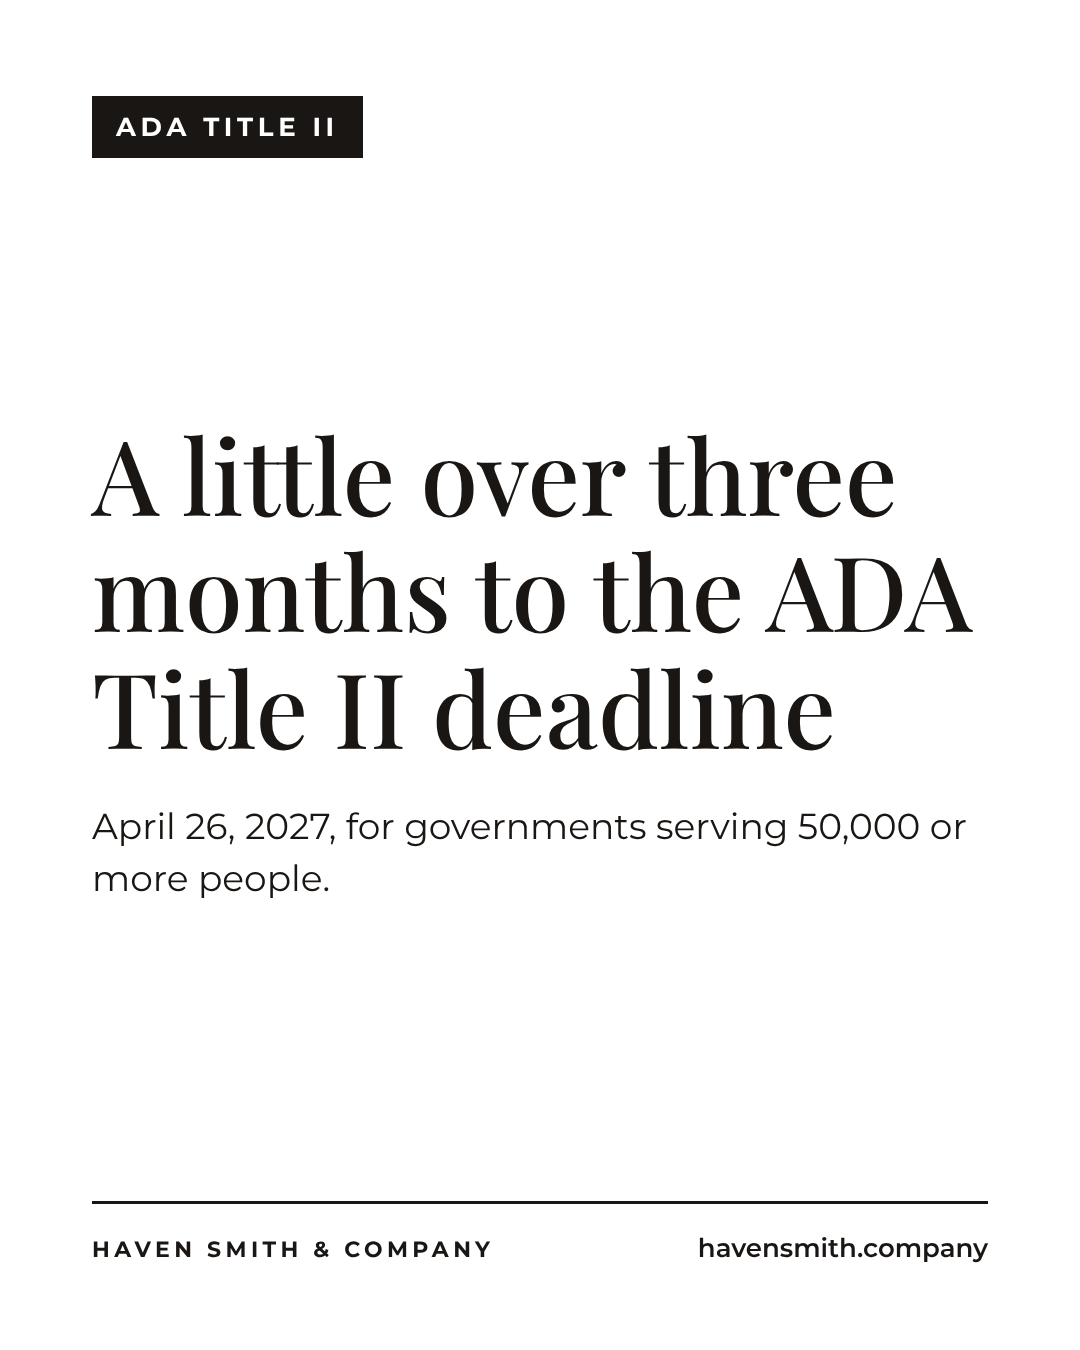 ADA TITLE II
A little over three
months to the ADA
Title II deadline
April 26, 2027, for governments serving 50,000 or
more people.
HAVEN SMITH & COMPANY
havensmith.company